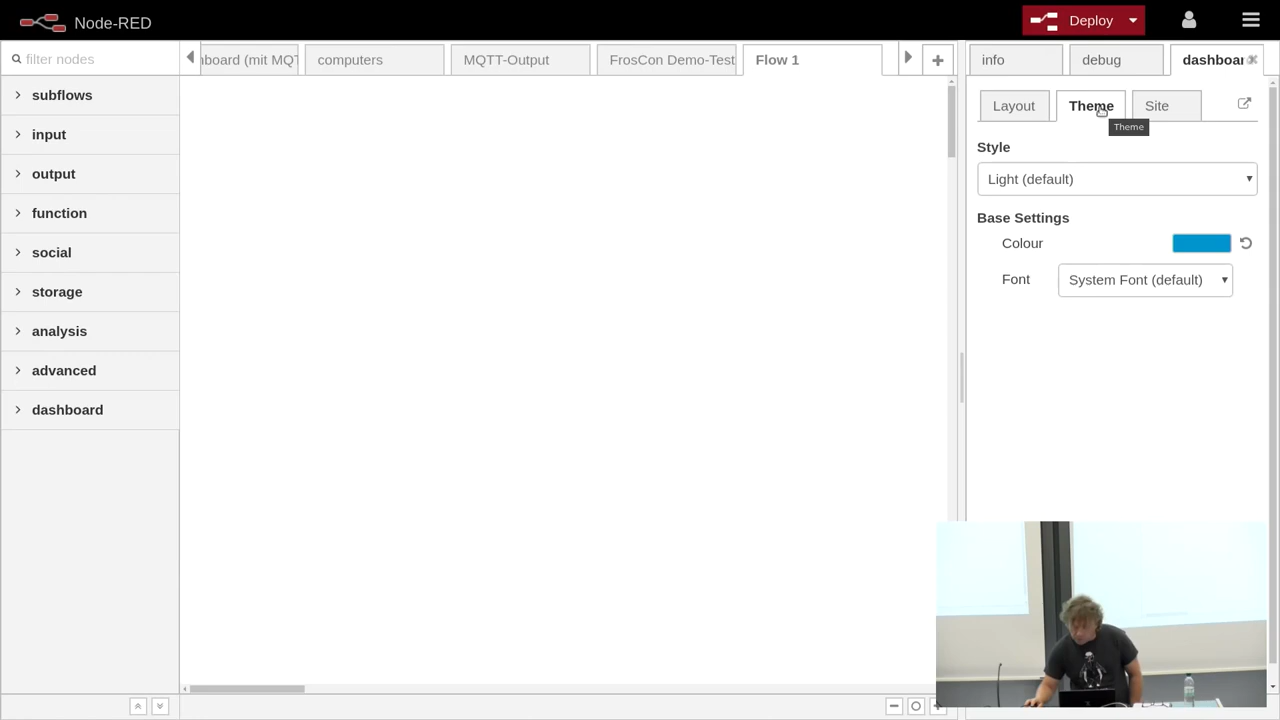 Node-RED
Deploy
filter nodes
board (mit MQT
computers
MQTT-Output
FrosCon Demo-Test
Flow 1
info
debug
dashboar
subflows
input
output
function
social
storage
analysis
advanced
dashboard
Layout
Theme
Site
Theme
Style
Light (default)
Base Settings
Colour
Font
System Font (default)